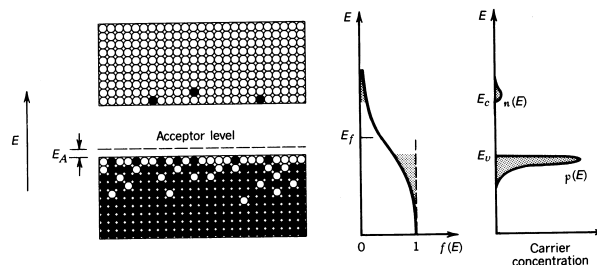 E
E_A
Acceptor level
E
E_f
0
1
f(E)
E
E_c
n(E)
E_v
p(E)
Carrier
concentration